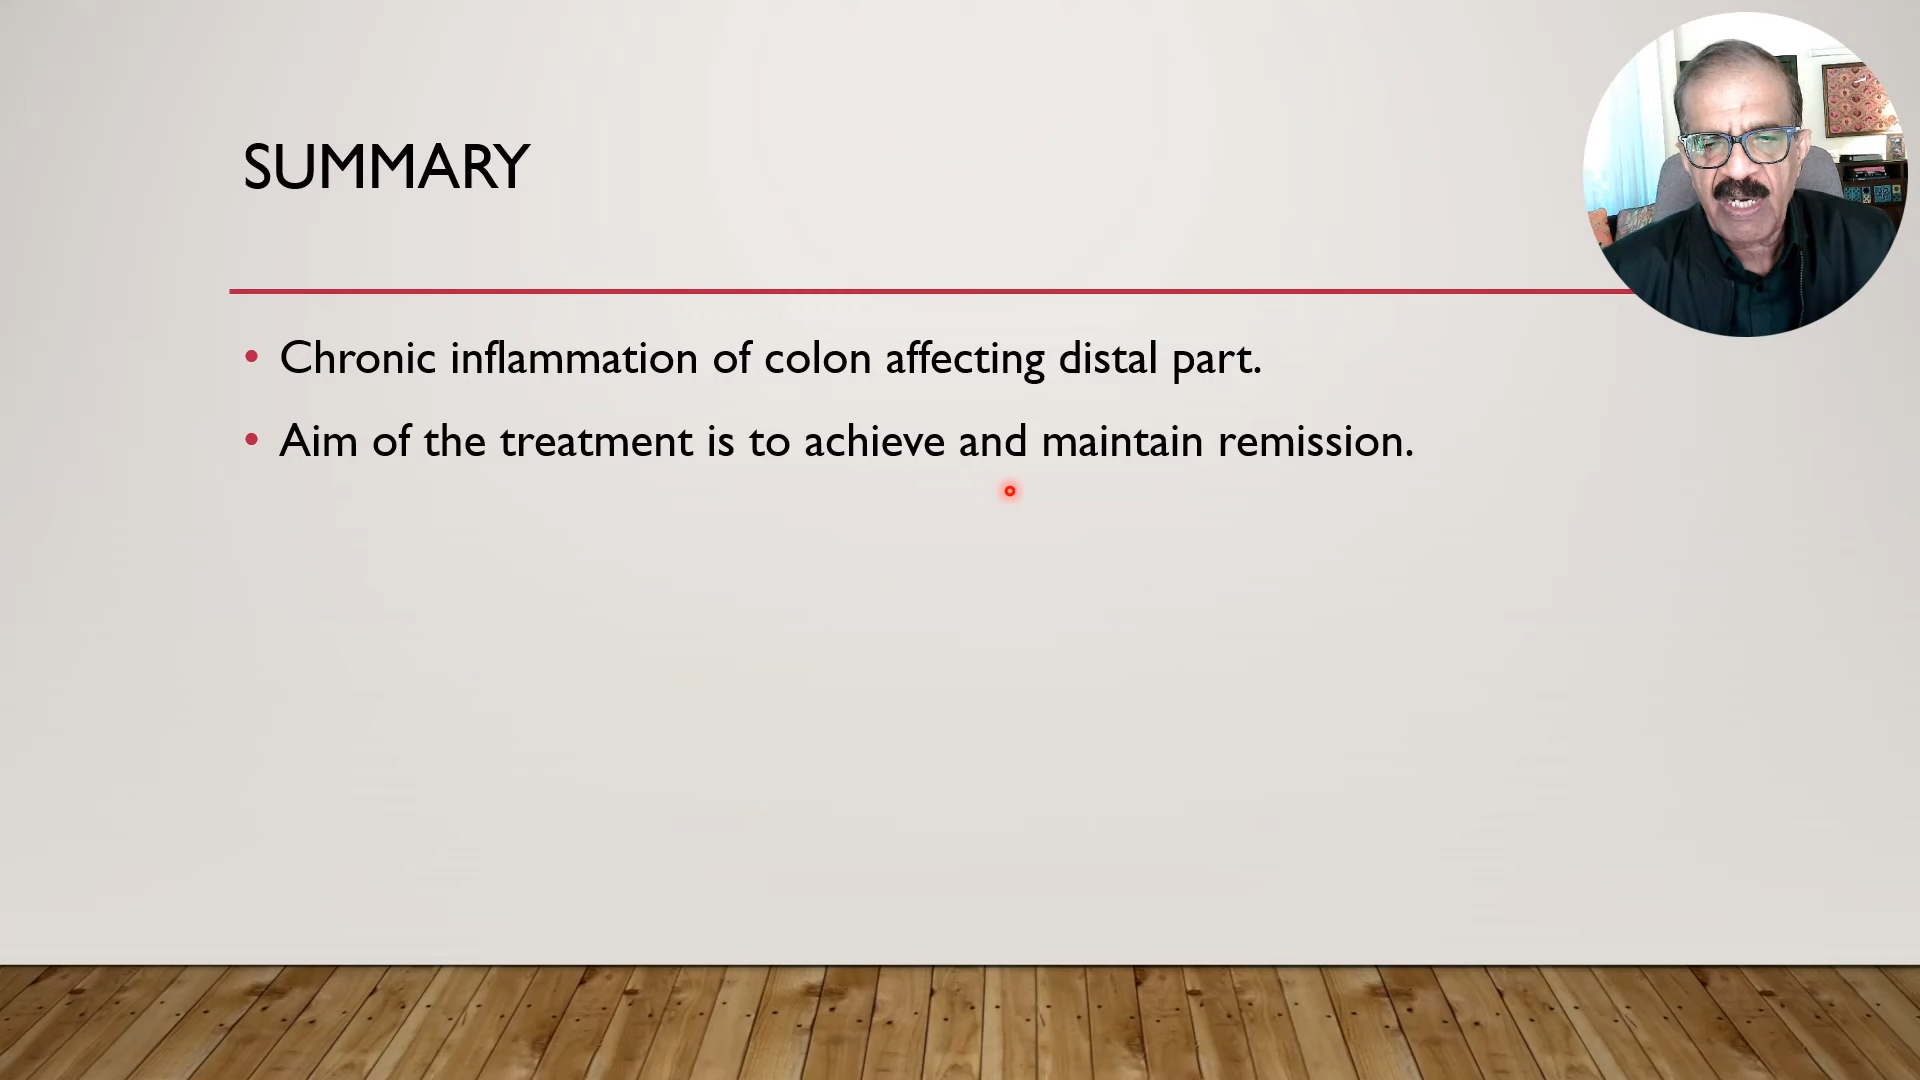 SUMMARY
• Chronic inflammation of colon affecting distal part.
• Aim of the treatment is to achieve and maintain remission.